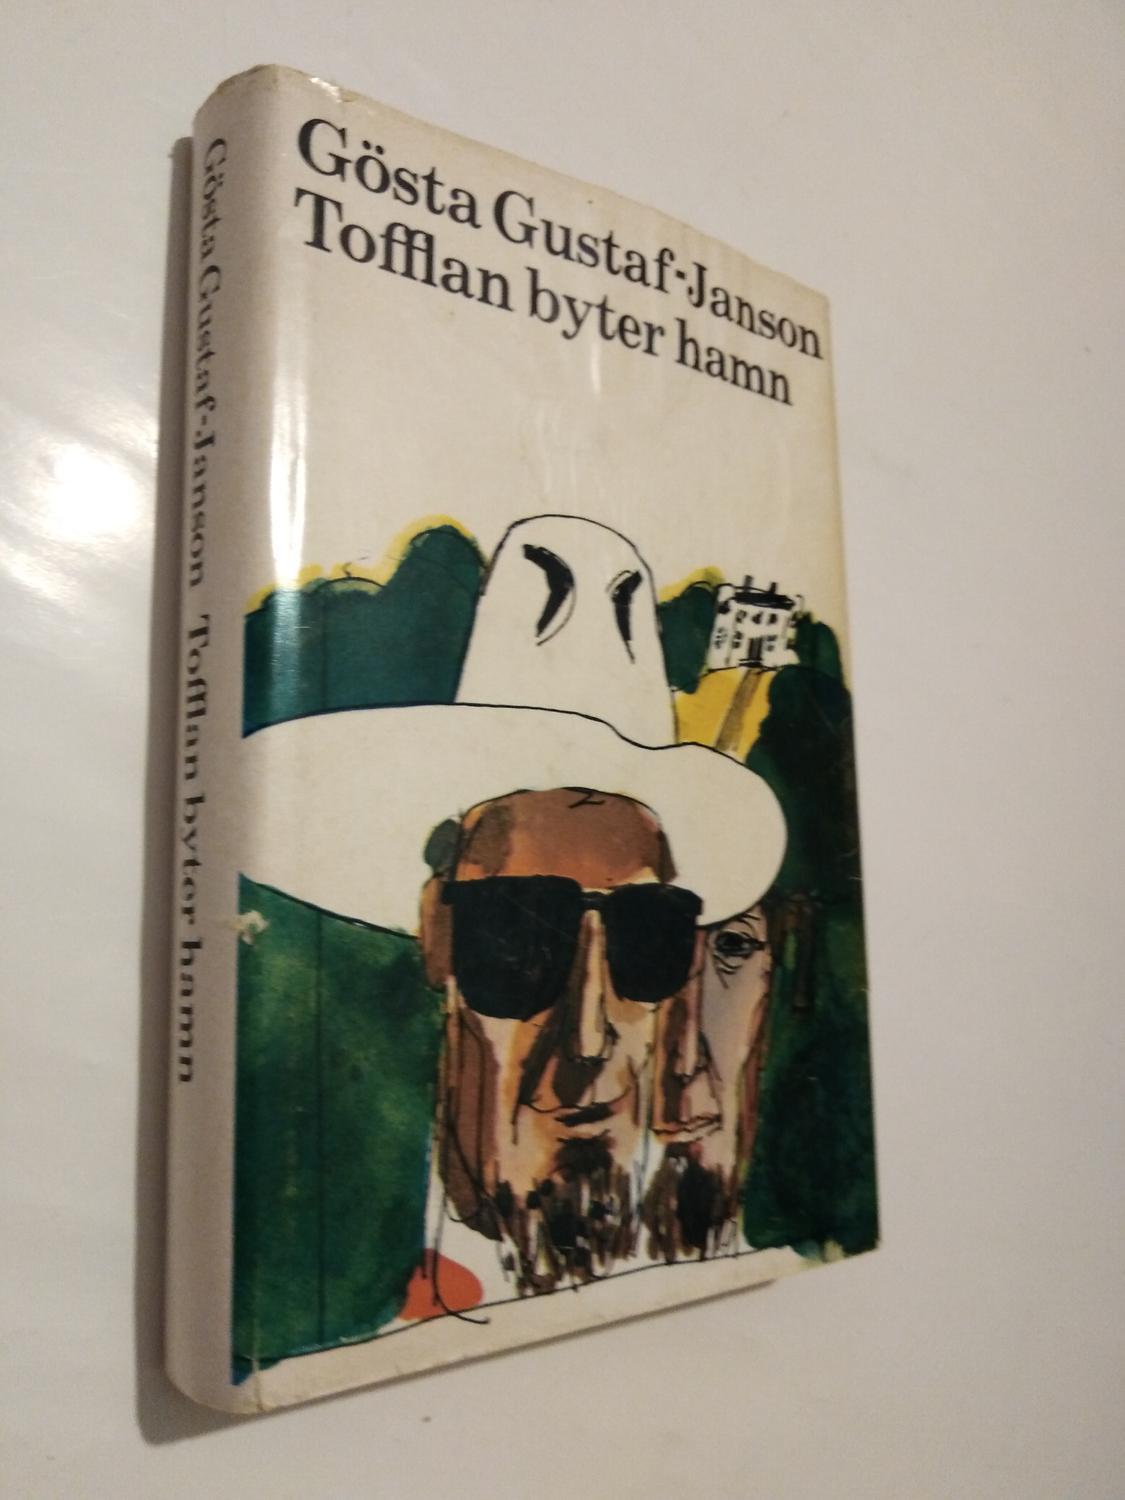 Gösta Gustaf-Janson
Tofflan byter hamn
Gösta Gustaf-Janson Tofflan byter hamn